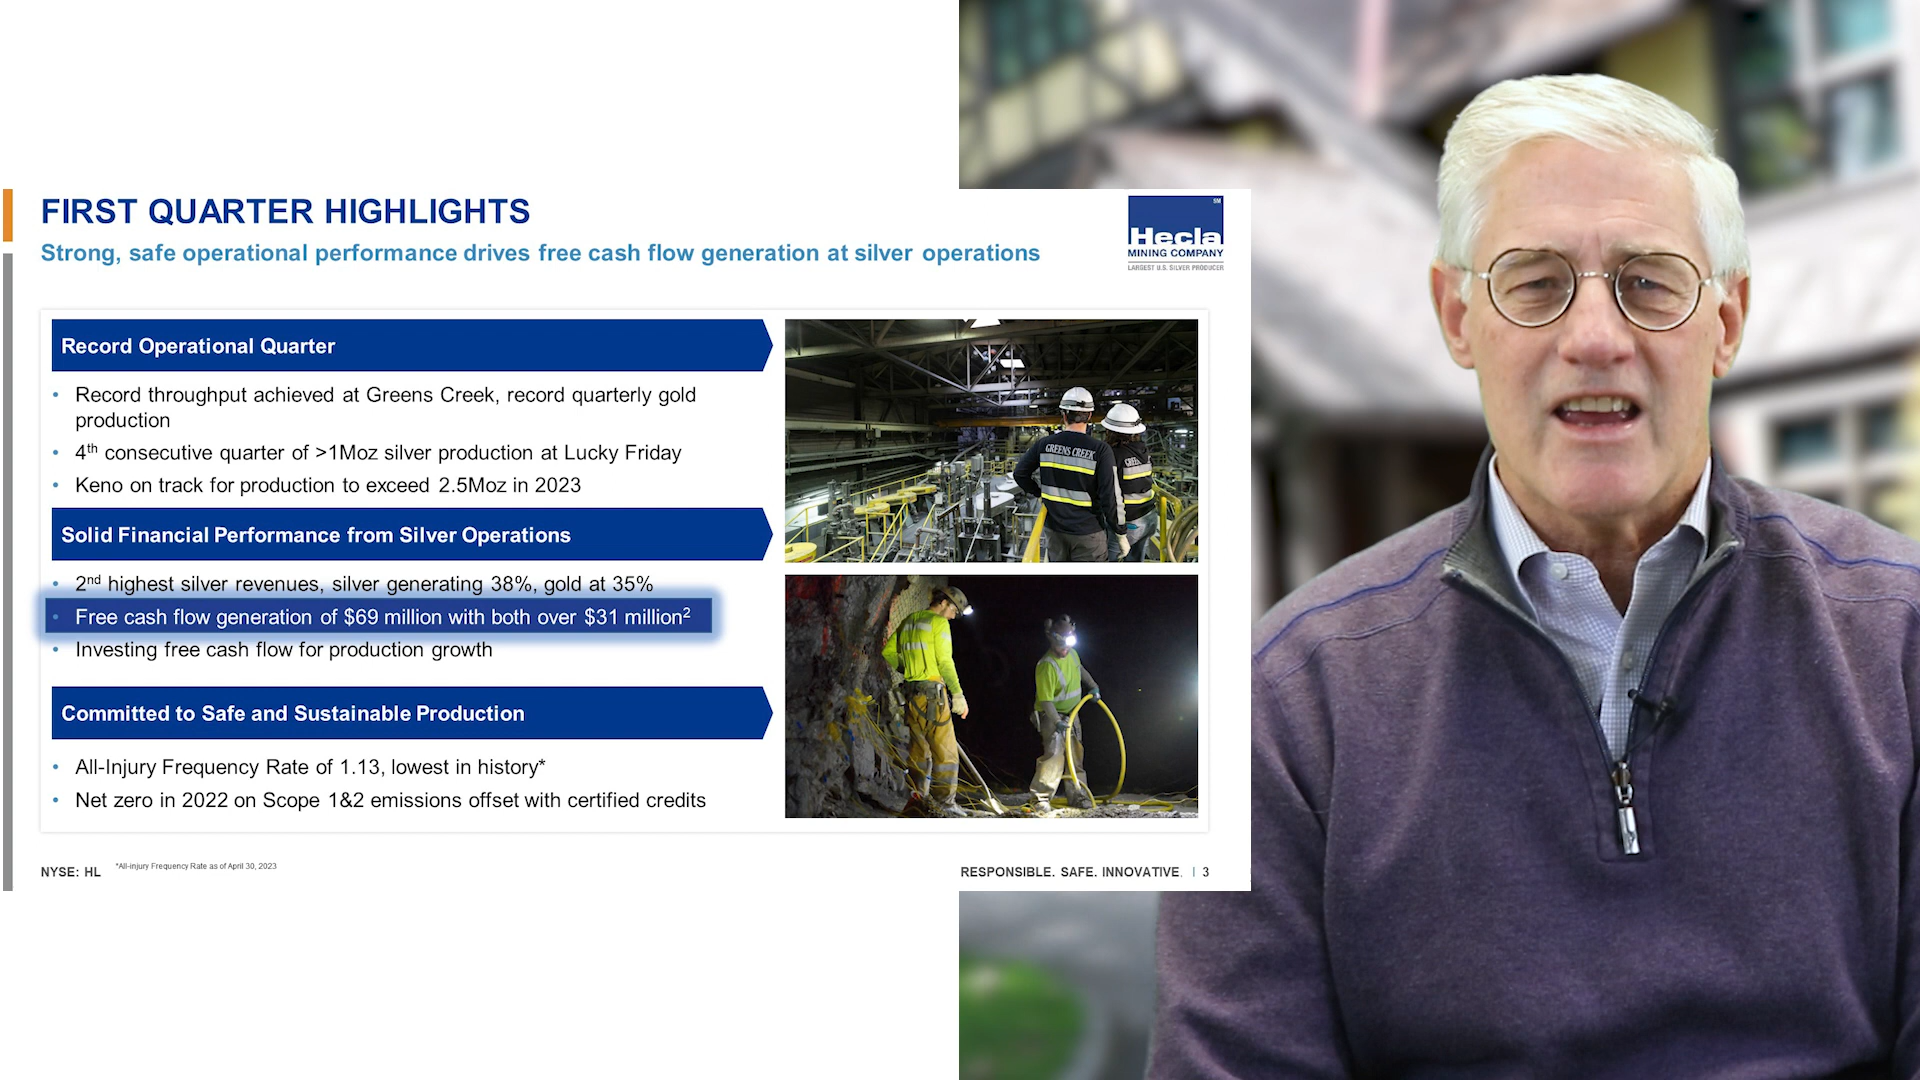 FIRST QUARTER HIGHLIGHTS
Strong, safe operational performance drives free cash flow generation at silver operations
SM
Hecla
MINING COMPANY
LARGEST U.S. SILVER PRODUCER
Record Operational Quarter
• Record throughput achieved at Greens Creek, record quarterly gold
production
• 4th consecutive quarter of >1Moz silver production at Lucky Friday
• Keno on track for production to exceed 2.5Moz in 2023
GREENS CREEK
Solid Financial Performance from Silver Operations
• 2nd highest silver revenues, silver generating 38%, gold at 35%
• Free cash flow generation of $69 million with both over $31 million2
• Investing free cash flow for production growth
Committed to Safe and Sustainable Production
• All-Injury Frequency Rate of 1.13, lowest in history*
• Net zero in 2022 on Scope 1&2 emissions offset with certified credits
NYSE: HL
*All-injury Frequency Rate as of April 30, 2023
RESPONSIBLE. SAFE. INNOVATIVE. | 3